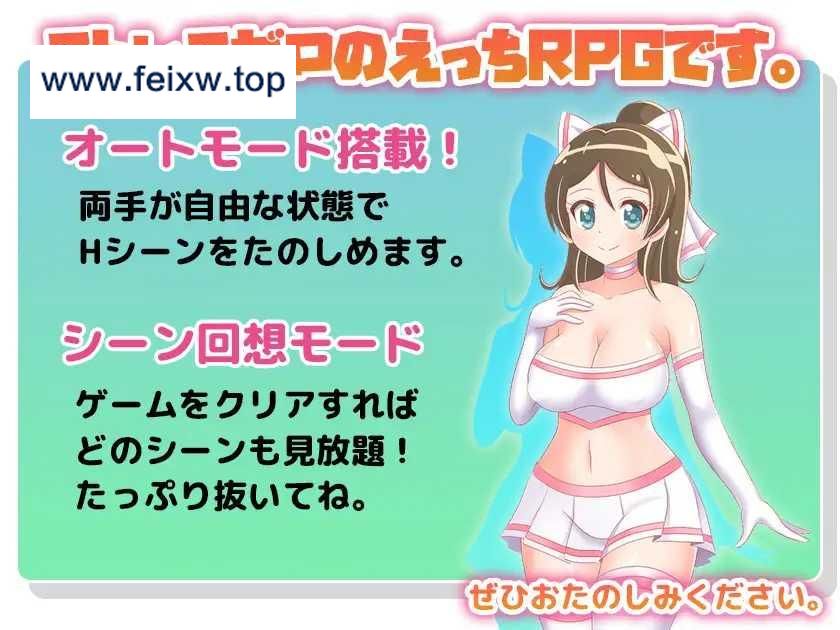 のえっちRPGです。
www.feixw.top
オートモード搭載！
両手が自由な状態で
Hシーンをたのしめます。
シーン回想モード
ゲームをクリアすれば
どのシーンも見放題！
たっぷり抜いてね。
ぜひおたのしみください。